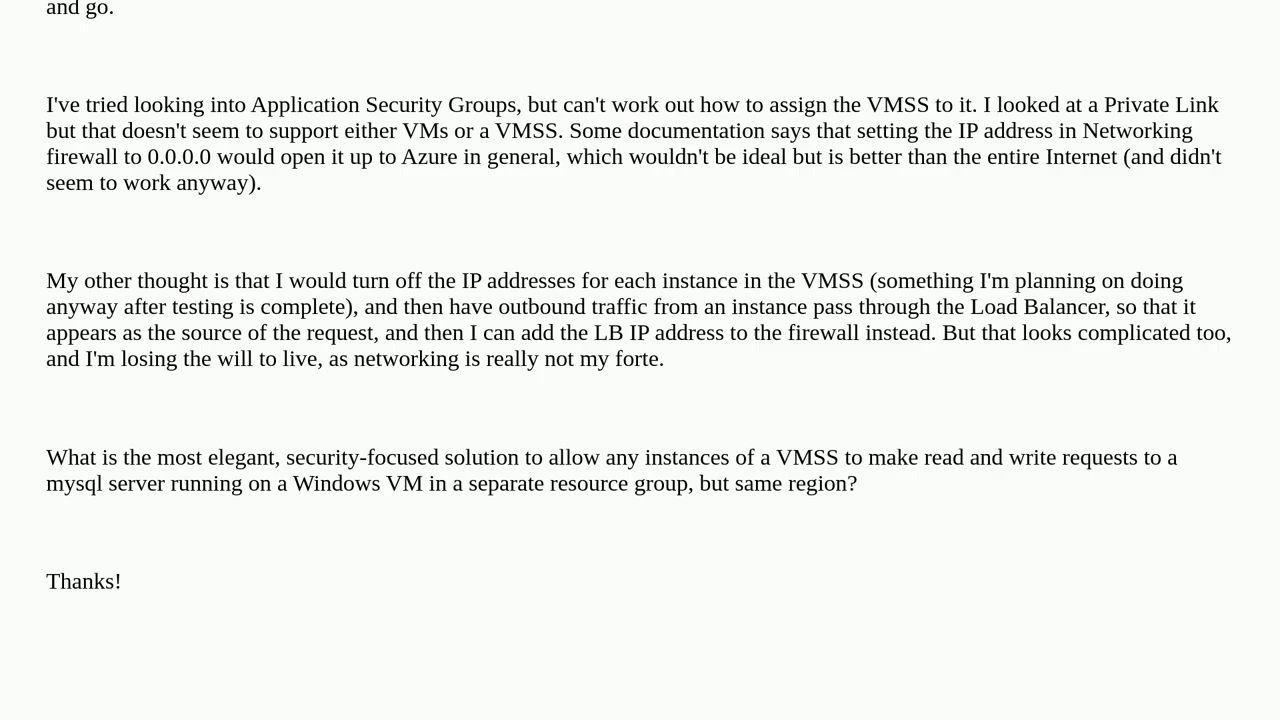 and go.
I've tried looking into Application Security Groups, but can't work out how to assign the VMSS to it. I looked at a Private Link
but that doesn't seem to support either VMs or a VMSS. Some documentation says that setting the IP address in Networking
firewall to 0.0.0.0 would open it up to Azure in general, which wouldn't be ideal but is better than the entire Internet (and didn't
seem to work anyway).
My other thought is that I would turn off the IP addresses for each instance in the VMSS (something I'm planning on doing
anyway after testing is complete), and then have outbound traffic from an instance pass through the Load Balancer, so that it
appears as the source of the request, and then I can add the LB IP address to the firewall instead. But that looks complicated too,
and I'm losing the will to live, as networking is really not my forte.
What is the most elegant, security-focused solution to allow any instances of a VMSS to make read and write requests to a
mysql server running on a Windows VM in a separate resource group, but same region?
Thanks!